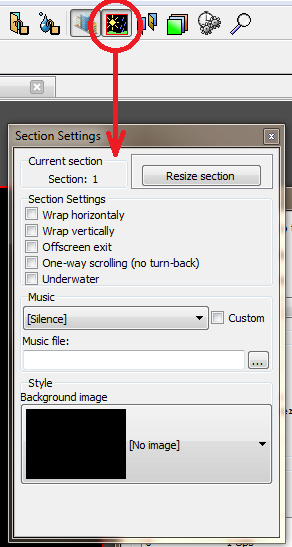 Section Settings
Current section
Section: 1
Resize section
Section Settings
Wrap horizontaly
Wrap vertically
Offscreen exit
One-way scrolling (no turn-back)
Underwater
Music
[Silence]
Custom
Music file:
...
Style
Background image
[No image]